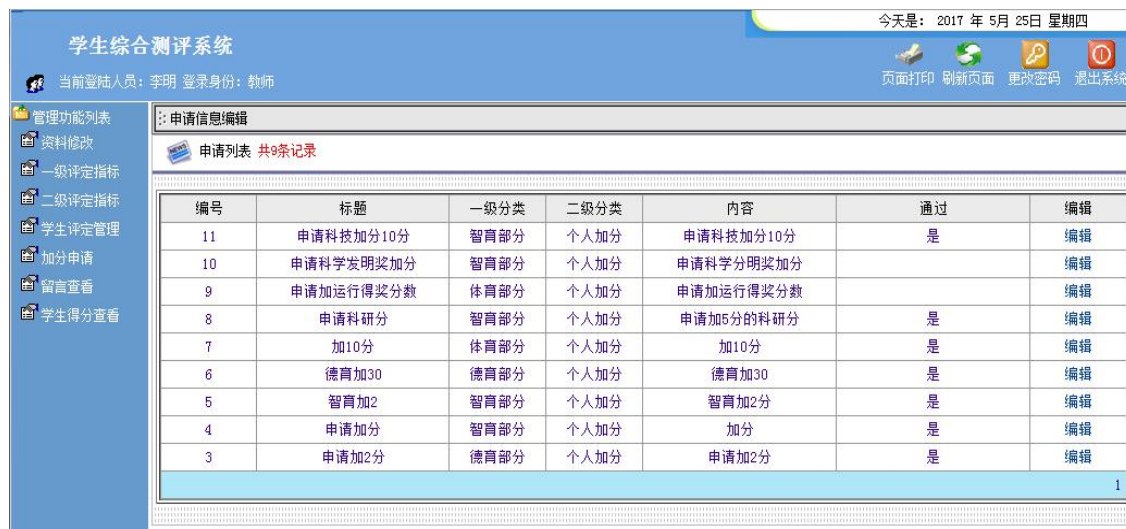 今天是: 2017 年 5月 25日 星期四
学生综合测评系统
页面打印 刷新页面 更改密码 退出系统
当前登陆人员: 李明 登录身份: 教师
管理功能列表
资料修改
一级评定指标
二级评定指标
学生评定管理
加分申请
留言查看
学生得分查看
申请信息编辑
NEWS
申请列表 共9条记录
编号 标题 一级分类 二级分类 内容 通过 编辑
11 申请科技加分10分 智育部分 个人加分 申请科技加分10分 是 编辑
10 申请科学发明奖加分 智育部分 个人加分 申请科学分明奖加分 编辑
9 申请加运行得奖分数 体育部分 个人加分 申请加运行得奖分数 编辑
8 申请科研分 智育部分 个人加分 申请加5分的科研分 是 编辑
7 加10分 体育部分 个人加分 加10分 是 编辑
6 德育加30 德育部分 个人加分 德育加30 是 编辑
5 智育加2 智育部分 个人加分 智育加2分 是 编辑
4 申请加分 智育部分 个人加分 加分 是 编辑
3 申请加2分 德育部分 个人加分 申请加2分 是 编辑
1